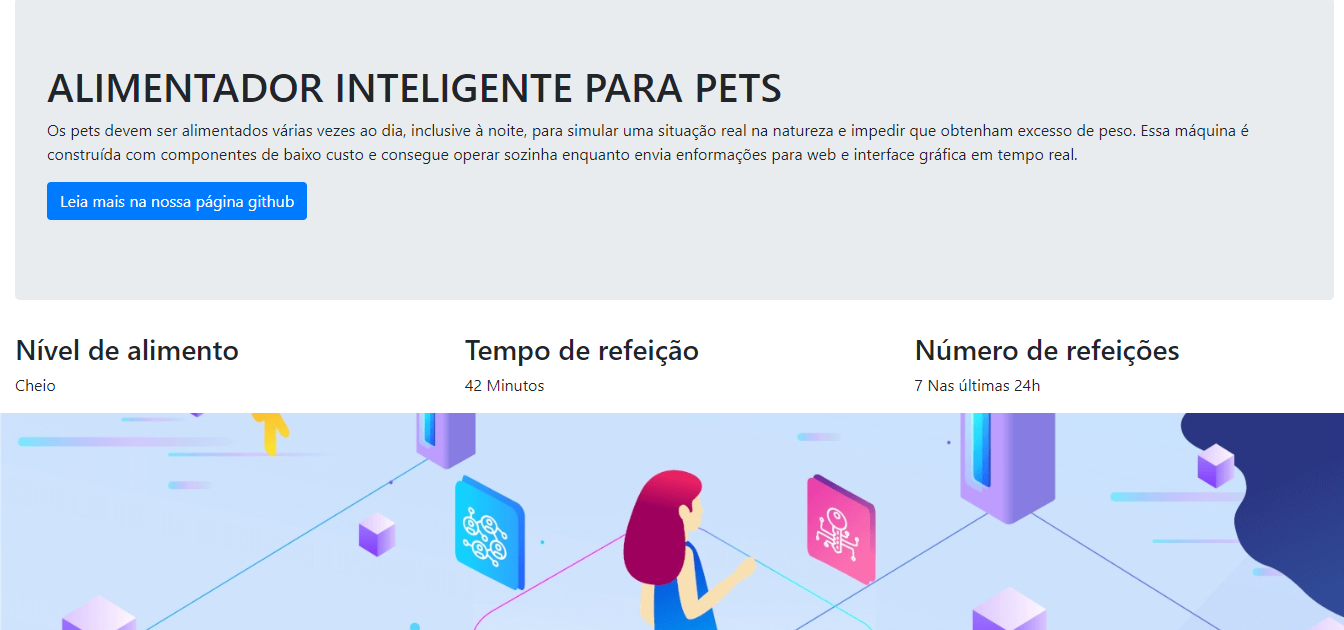 ALIMENTADOR INTELIGENTE PARA PETS
Os pets devem ser alimentados várias vezes ao dia, inclusive à noite, para simular uma situação real na natureza e impedir que obtenham excesso de peso. Essa máquina é
construída com componentes de baixo custo e consegue operar sozinha enquanto envia enformações para web e interface gráfica em tempo real.
Leia mais na nossa página github
Nível de alimento
Cheio
Tempo de refeição
42 Minutos
Número de refeições
7 Nas últimas 24h